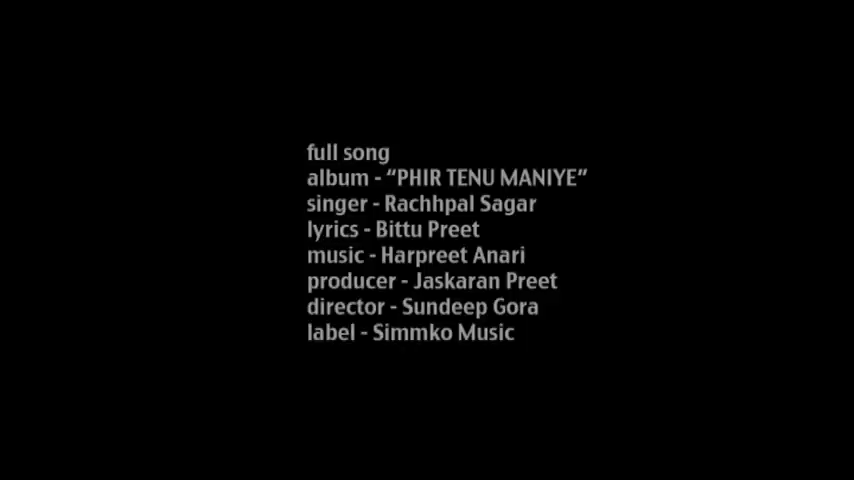 full song
album - “PHIR TENU MANIYE”
singer - Rachhpal Sagar
lyrics - Bittu Preet
music - Harpreet Anari
producer - Jaskaran Preet
director - Sundeep Gora
label - Simmko Music